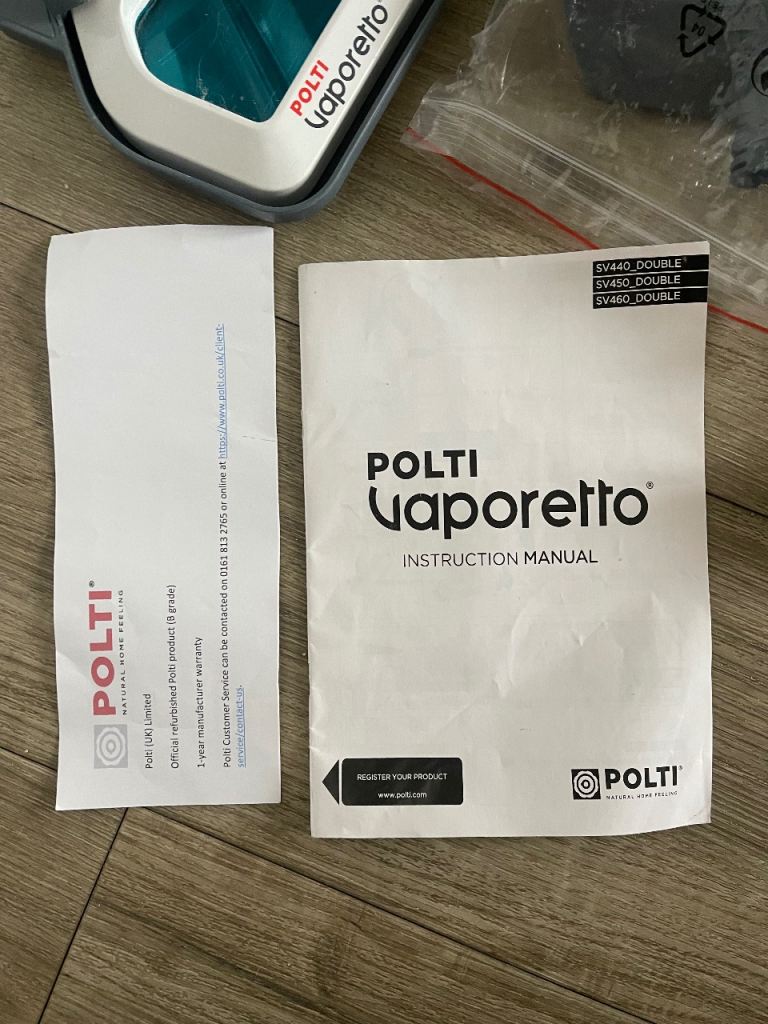 POLTI
vaporetto
04
POLTI®
NATURAL HOME FEELING
Polti (UK) Limited
Official refurbished Polti product (B grade)
1-year manufacturer warranty
Polti Customer Service can be contacted on 0161 813 2765 or online at https://www.polti.co.uk/client-
service/contact-us.
SV440_DOUBLE
SV450_DOUBLE
SV460_DOUBLE
POLTI
vaporetto®
INSTRUCTION MANUAL
REGISTER YOUR PRODUCT
www.polti.com
POLTI®
NATURAL HOME FEELING